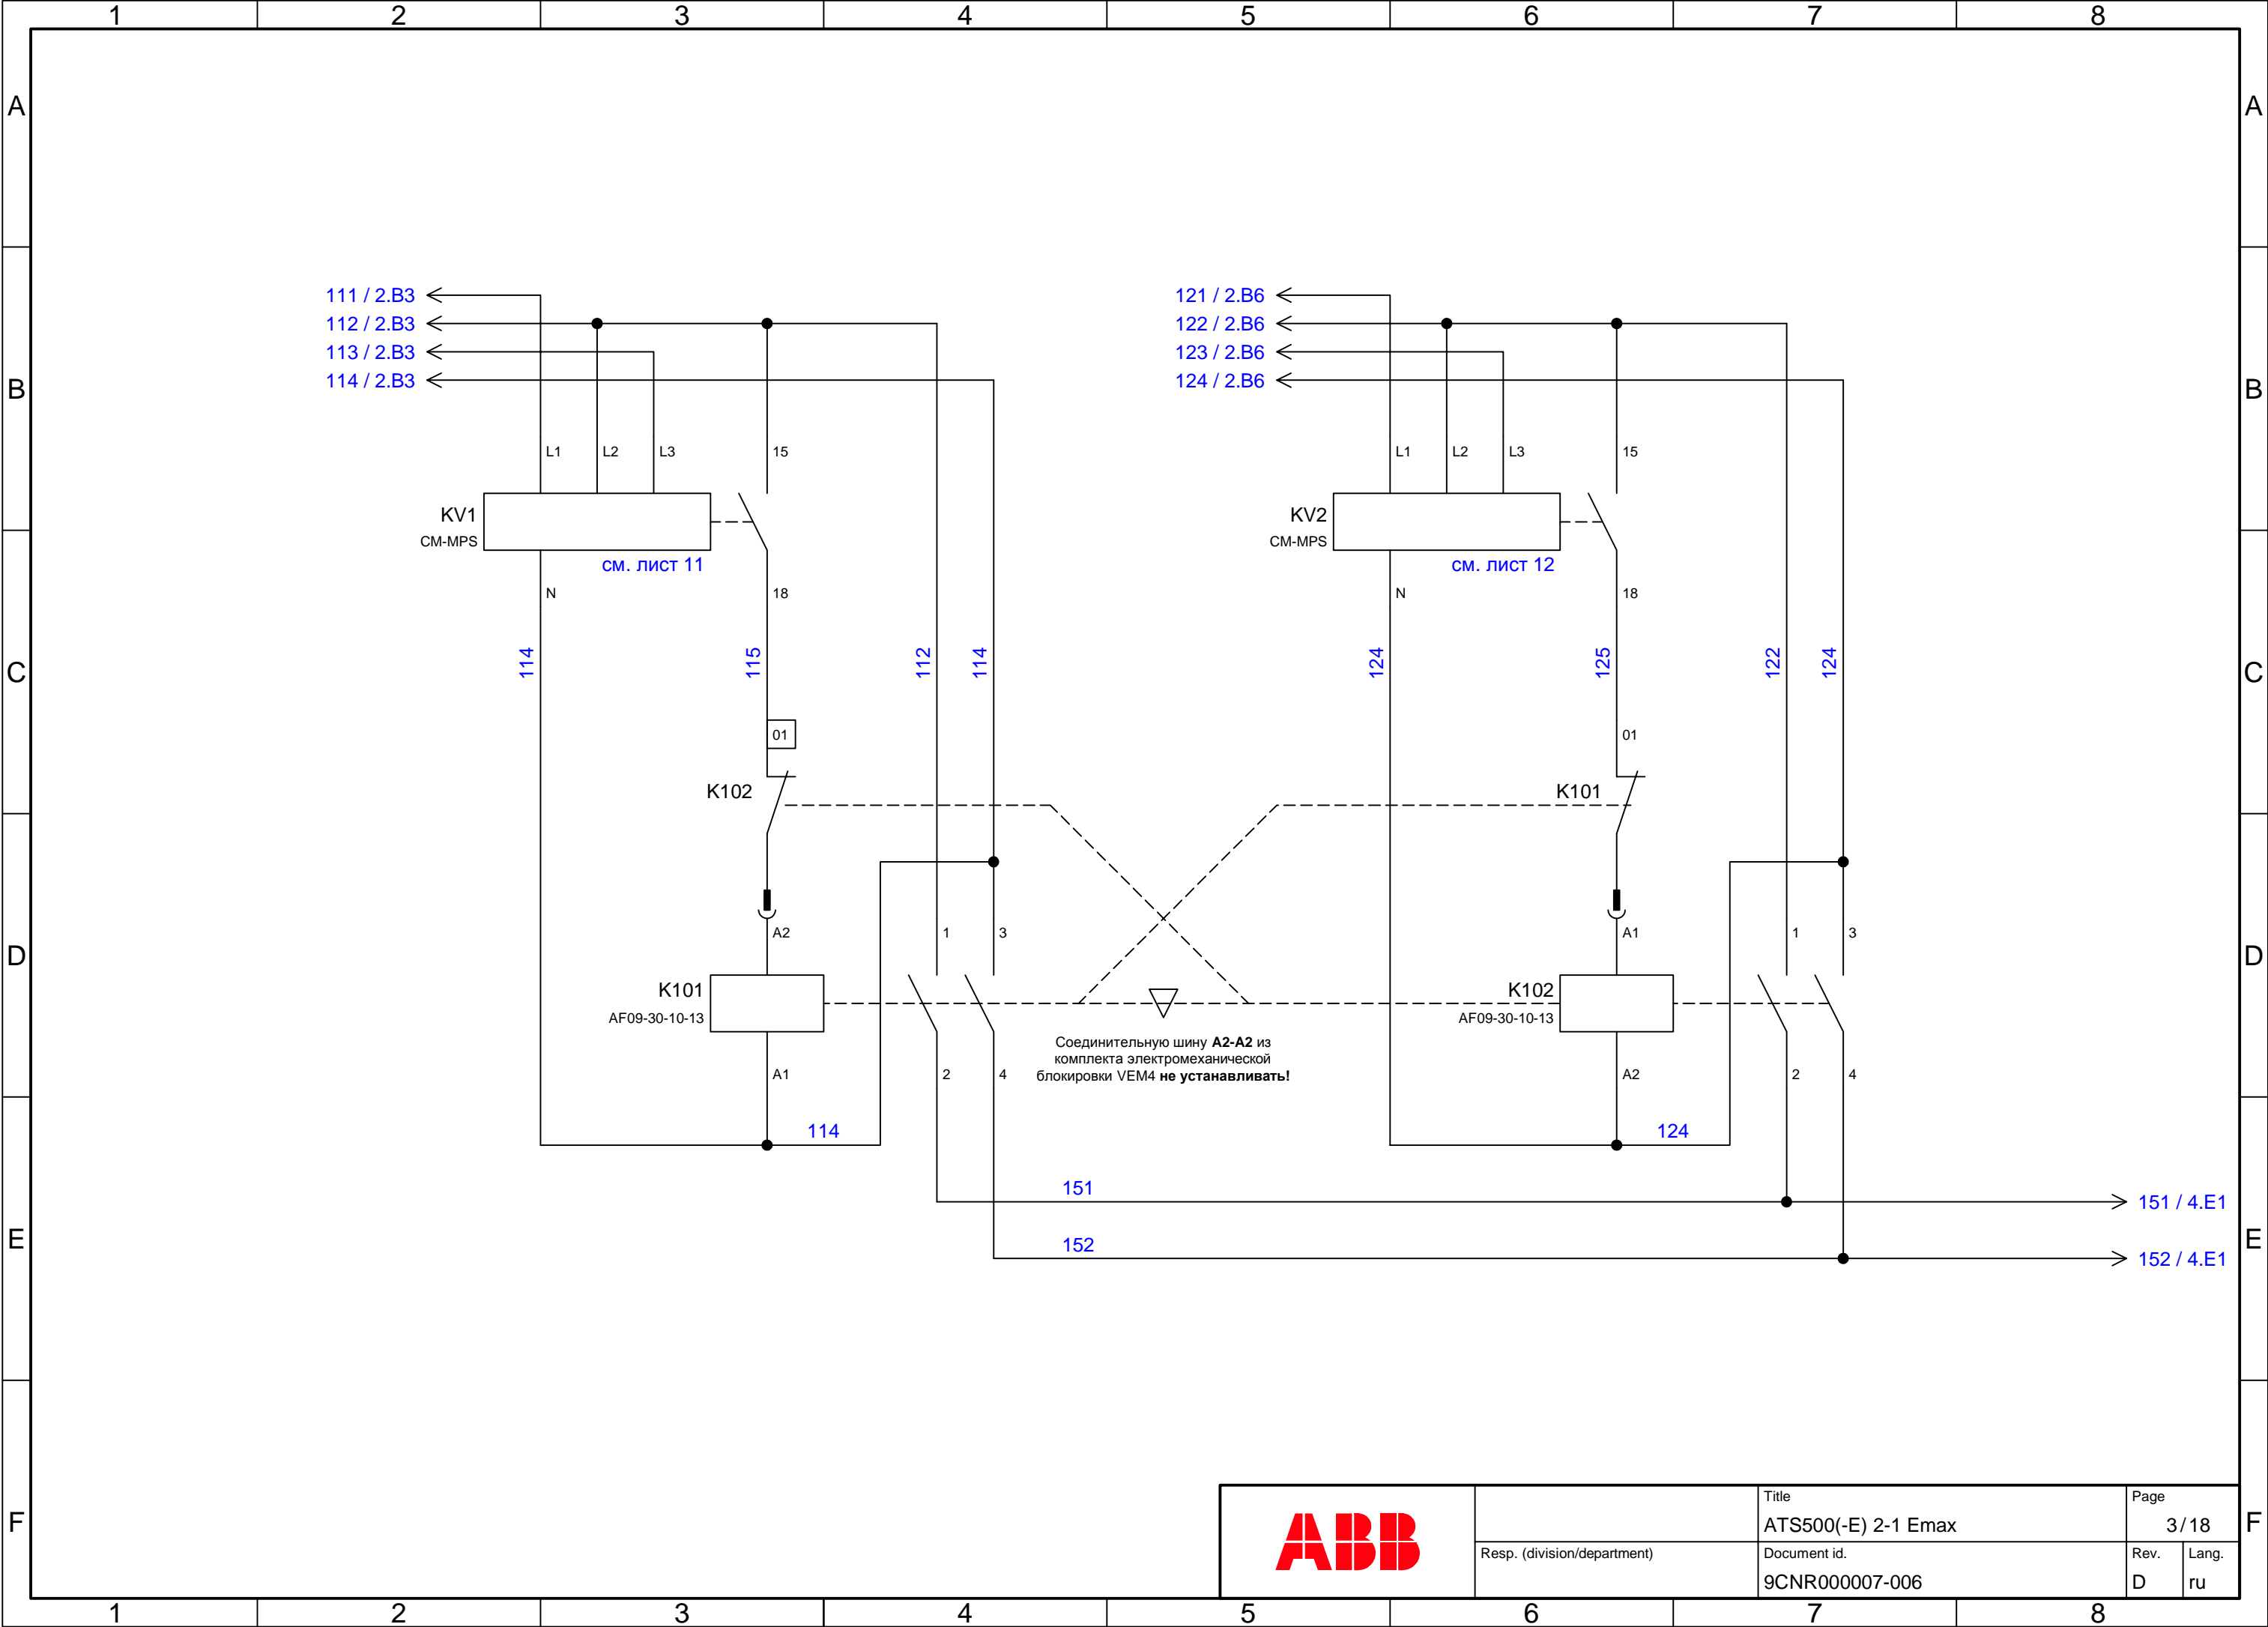 1 2 3 4 5 6 7 8
A A
111 / 2.B3
112 / 2.B3
113 / 2.B3
114 / 2.B3
121 / 2.B6
122 / 2.B6
123 / 2.B6
124 / 2.B6
B B
L1 L2 L3 15
L1 L2 L3 15
KV1
CM-MPS
см. лист 11
KV2
CM-MPS
см. лист 12
N 18
N 18
C C
114 115 112 114
124 125 122 124
01
01
K102
K101
D D
A2 1 3
A1 1 3
K101
AF09-30-10-13
K102
AF09-30-10-13
Соединительную шину A2-A2 из
комплекта электромеханической
блокировки VEM4 не устанавливать!
A1 2 4
A2 2 4
114
124
151
151 / 4.E1
E E
152
152 / 4.E1
F F
ABB
Title
ATS500(-E) 2-1 Emax
Page
3/18
Resp. (division/department)
Document id.
9CNR000007-006
Rev.
D
Lang.
ru
1 2 3 4 5 6 7 8